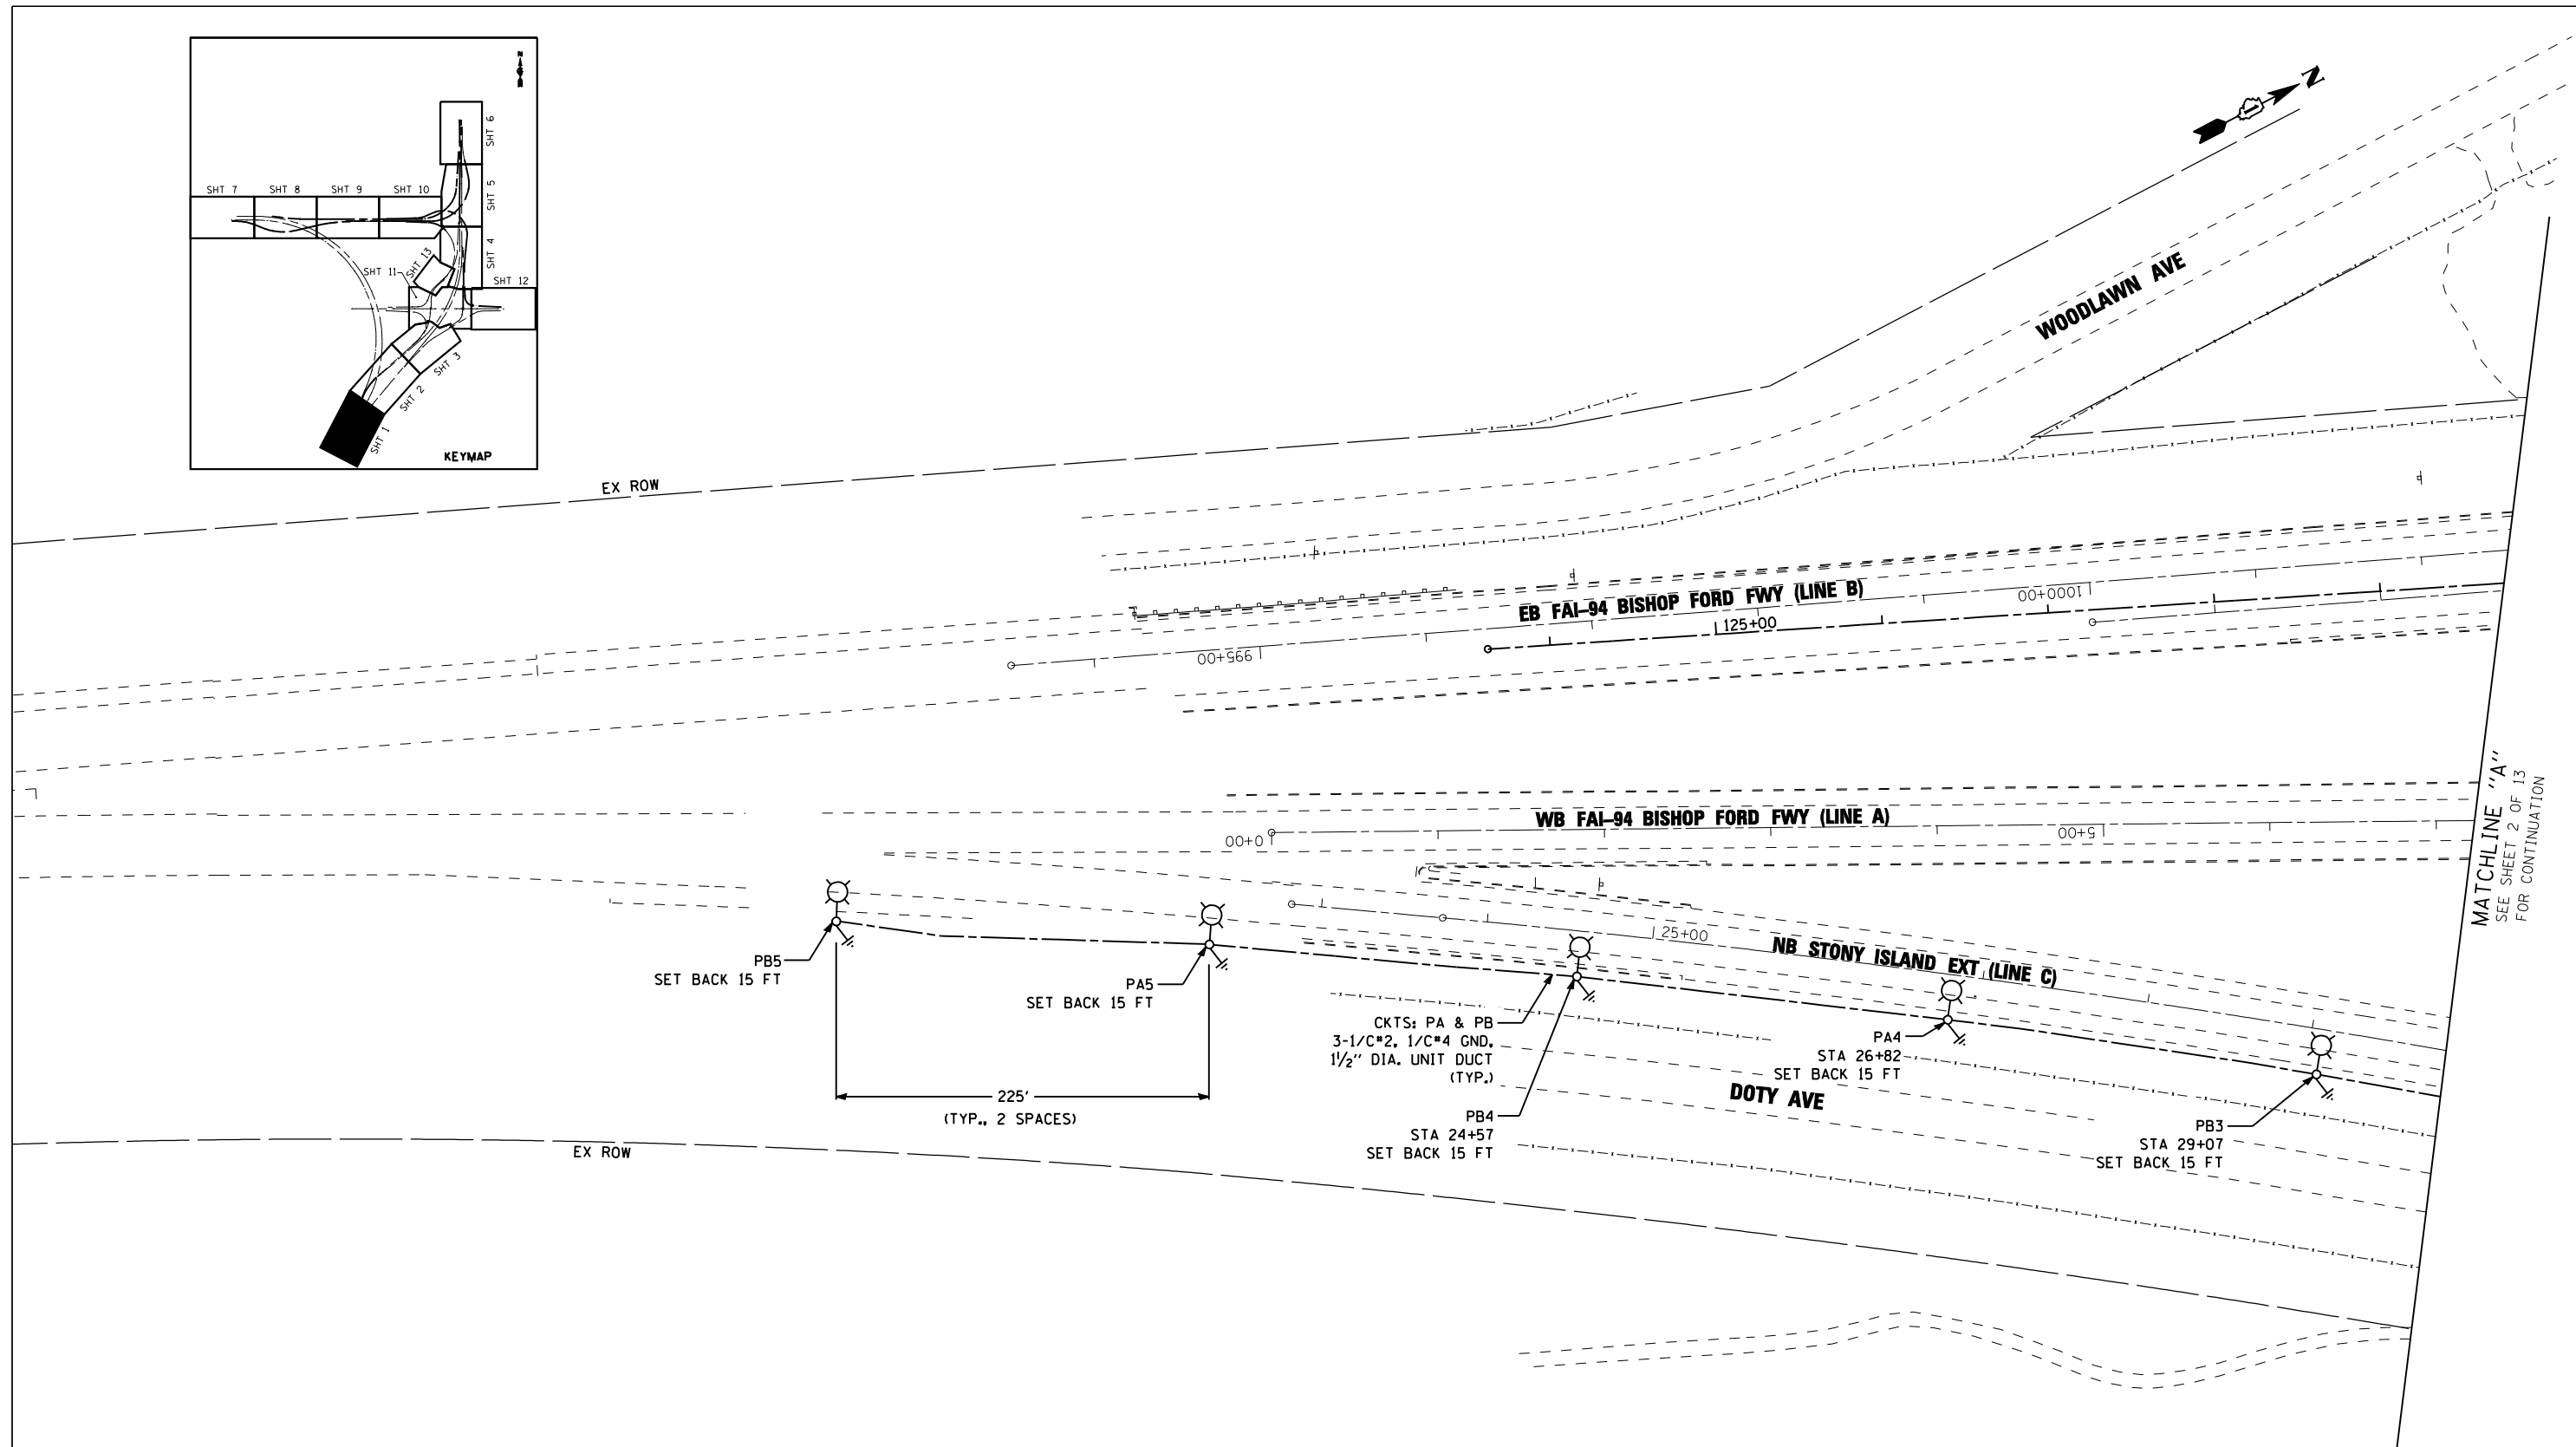 N
SHT 6
SHT 5
SHT 7
SHT 8
SHT 9
SHT 10
SHT 4
SHT 13
SHT 11
SHT 12
SHT 3
SHT 2
SHT 1
KEYMAP
N
WOODLAWN AVE
EX ROW
EB FAI-94 BISHOP FORD FWY (LINE B)
1000+00
125+00
995+00
WB FAI-94 BISHOP FORD FWY (LINE A)
0+00
5+00
MATCHLINE "A"
SEE SHEET 2 OF 13
FOR CONTINUATION
25+00
NB STONY ISLAND EXT (LINE C)
PB5
SET BACK 15 FT
PA5
SET BACK 15 FT
CKTS: PA & PB
3-1/C#2, 1/C#4 GND,
1½" DIA. UNIT DUCT
(TYP.)
PA4
STA 26+82
SET BACK 15 FT
DOTY AVE
225'
(TYP., 2 SPACES)
PB4
STA 24+57
SET BACK 15 FT
PB3
STA 29+07
SET BACK 15 FT
EX ROW